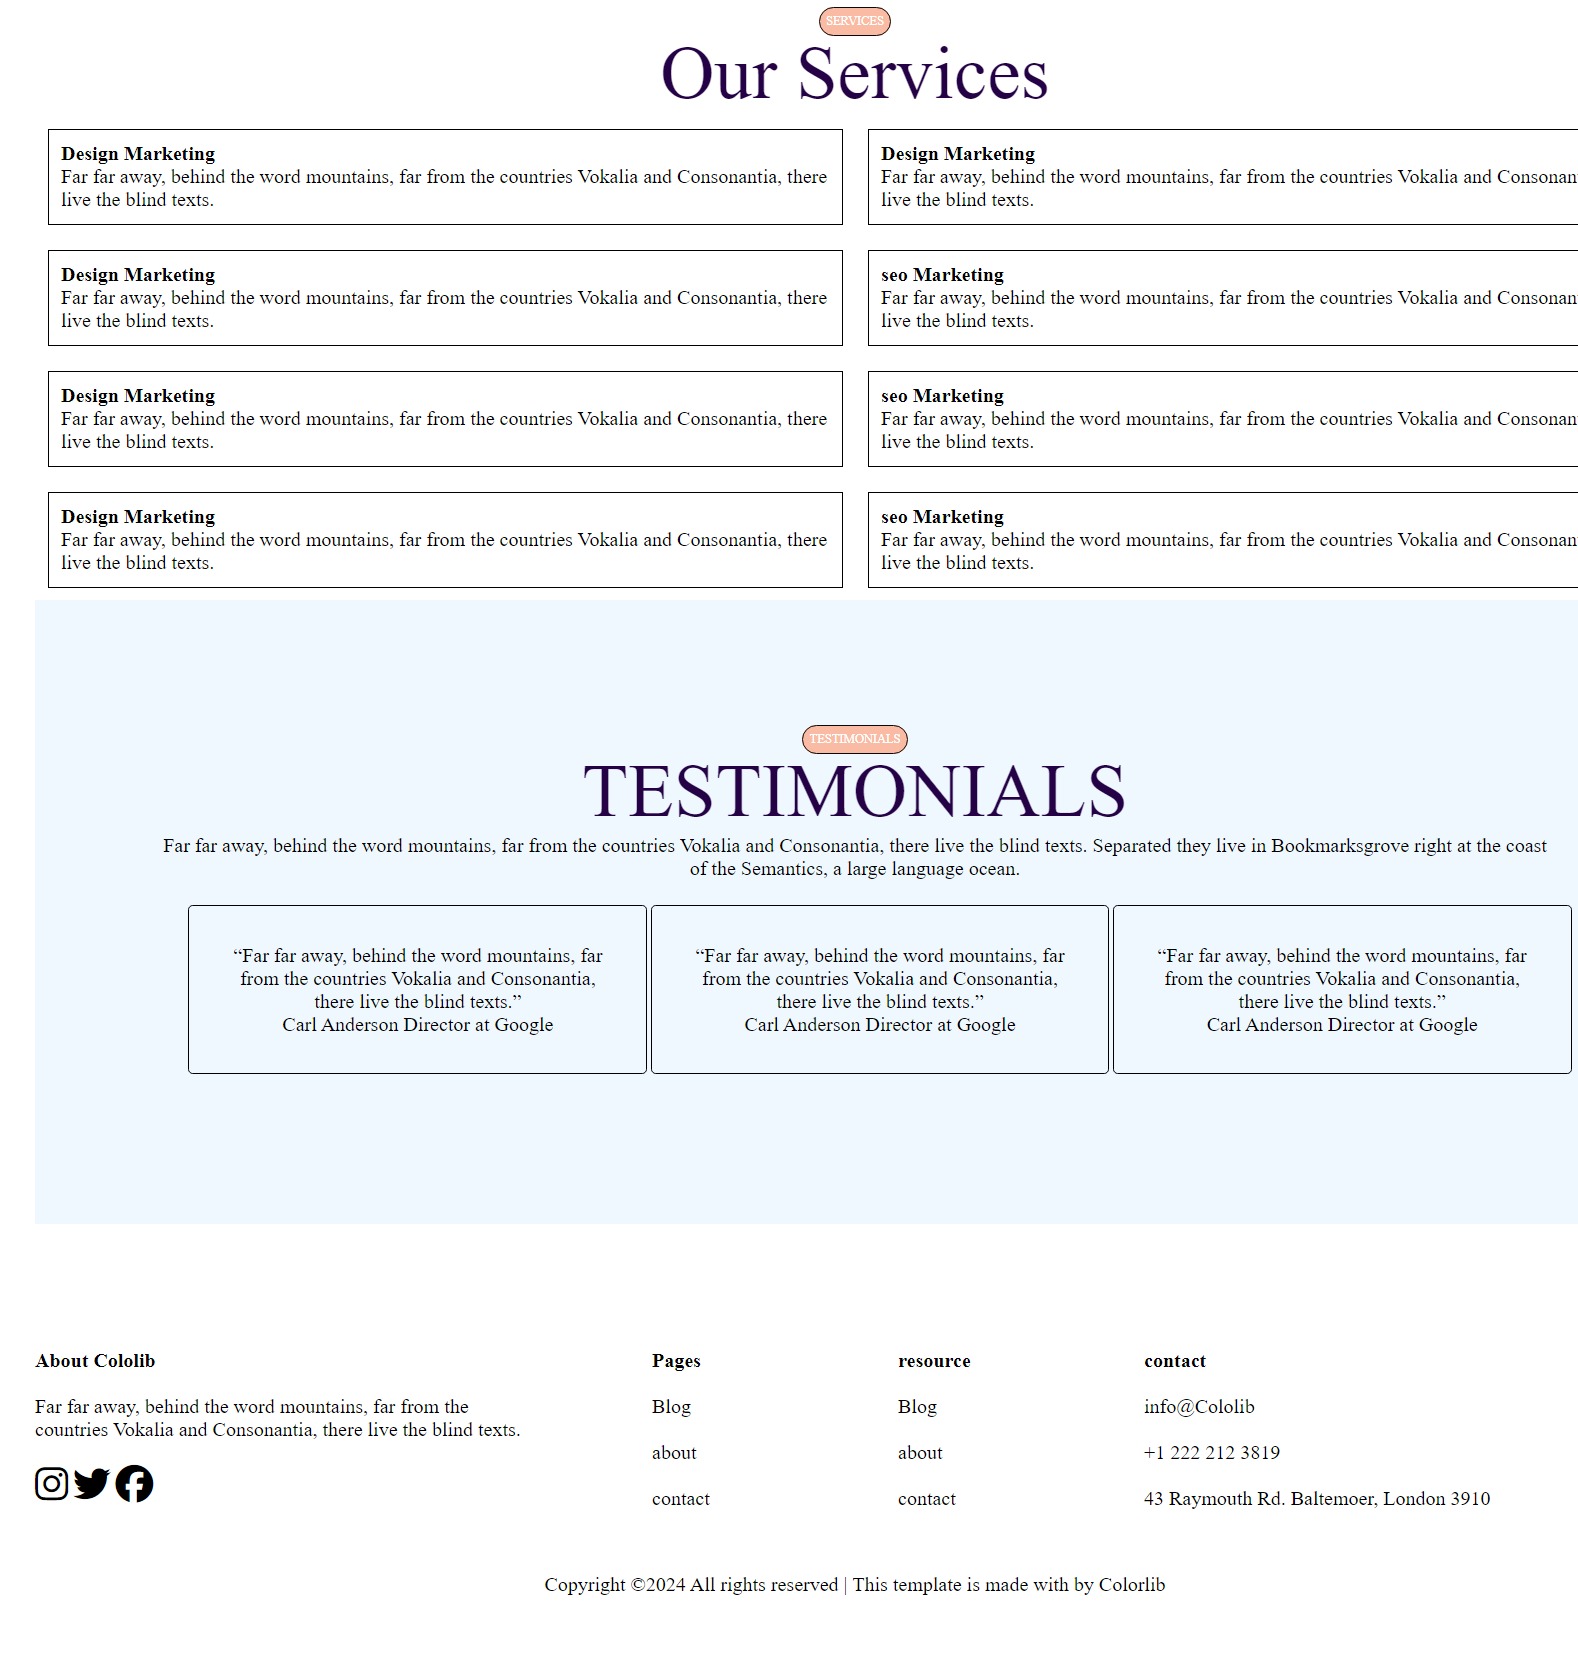 SERVICES
Our Services
Design Marketing
Far far away, behind the word mountains, far from the countries Vokalia and Consonantia, there
live the blind texts.
Design Marketing
Far far away, behind the word mountains, far from the countries Vokalia and
live the blind texts.
Design Marketing
Far far away, behind the word mountains, far from the countries Vokalia and Consonantia, there
live the blind texts.
seo Marketing
Far far away, behind the word mountains, far from the countries Vokalia and
live the blind texts.
Design Marketing
Far far away, behind the word mountains, far from the countries Vokalia and Consonantia, there
live the blind texts.
seo Marketing
Far far away, behind the word mountains, far from the countries Vokalia and
live the blind texts.
Design Marketing
Far far away, behind the word mountains, far from the countries Vokalia and Consonantia, there
live the blind texts.
seo Marketing
Far far away, behind the word mountains, far from the countries Vokalia and
live the blind texts.
TESTIMONIALS
TESTIMONIALS
Far far away, behind the word mountains, far from the countries Vokalia and Consonantia, there live the blind texts. Separated they live in Bookmarksgrove right at the coast
of the Semantics, a large language ocean.
“Far far away, behind the word mountains, far
from the countries Vokalia and Consonantia,
there live the blind texts.”
Carl Anderson Director at Google
“Far far away, behind the word mountains, far
from the countries Vokalia and Consonantia,
there live the blind texts.”
Carl Anderson Director at Google
“Far far away, behind the word mountains, far
from the countries Vokalia and Consonantia,
there live the blind texts.”
Carl Anderson Director at Google
About Cololib
Far far away, behind the word mountains, far from the
countries Vokalia and Consonantia, there live the blind texts.
Pages
Blog
about
contact
resource
Blog
about
contact
contact
info@Cololib
+1 222 212 3819
43 Raymouth Rd. Baltemoer, London 3910
Copyright ©2024 All rights reserved | This template is made with by Colorlib